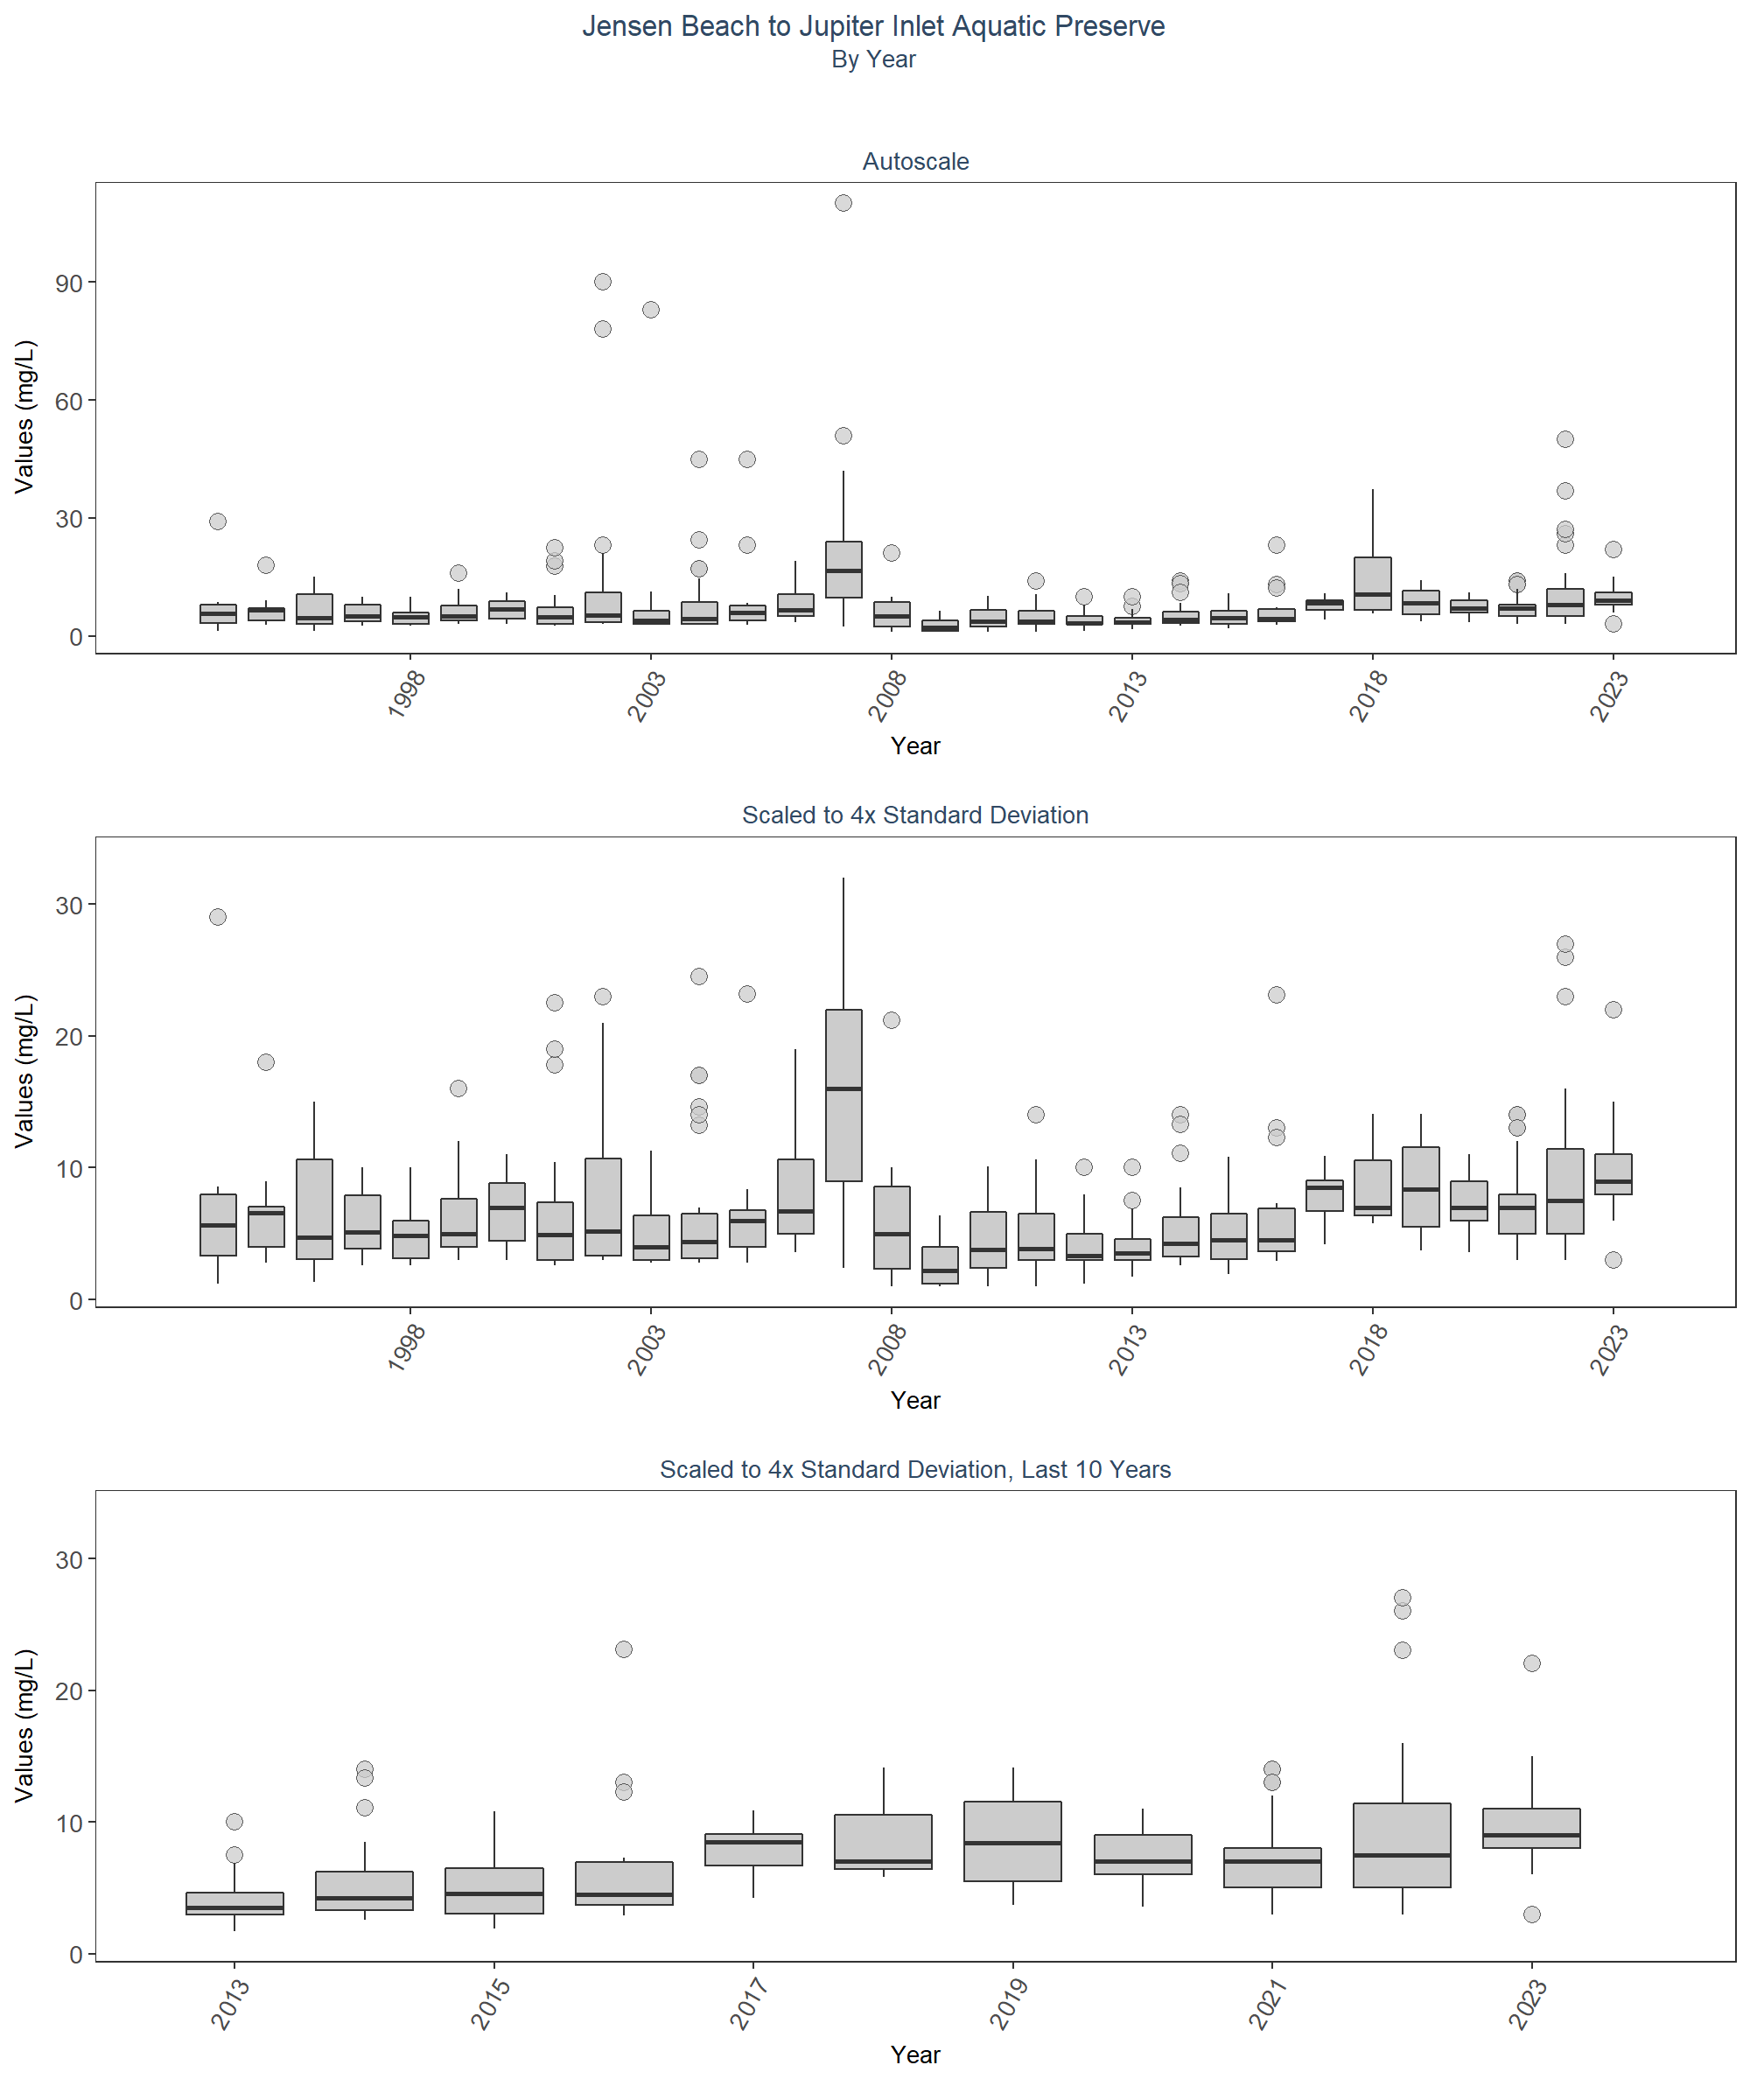 Jensen Beach to Jupiter Inlet Aquatic Preserve
By Year
Autoscale
Values (mg/L)
90
60
30
0
1998 2003 2008 2013 2018 2023
Year
Scaled to 4x Standard Deviation
Values (mg/L)
30
20
10
0
1998 2003 2008 2013 2018 2023
Year
Scaled to 4x Standard Deviation, Last 10 Years
Values (mg/L)
30
20
10
0
2013 2015 2017 2019 2021 2023
Year